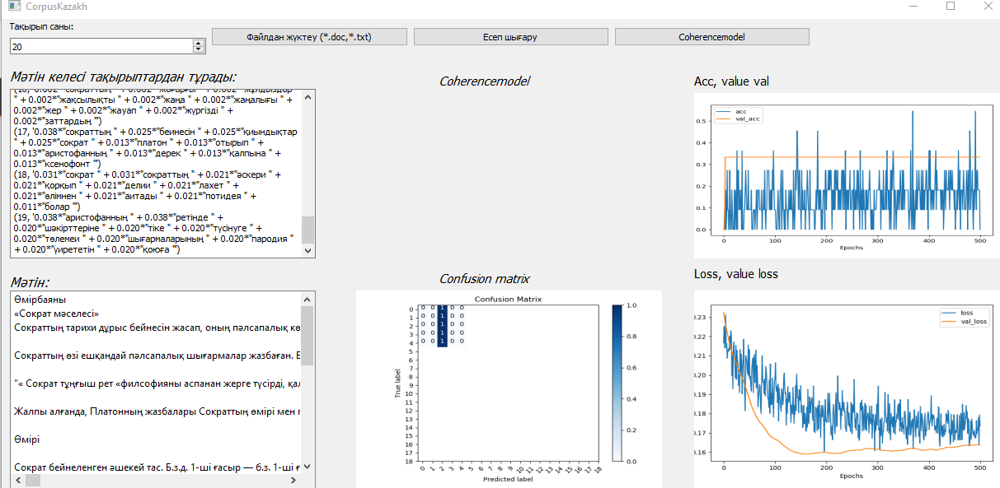 CorpusKazakh
Тақырып саны:
20
Файлдан жүктеу (*.doc,*.txt)
Есеп шығару
Coherencemodel
Мәтін келесі тақырыптардан тұрады:
" + 0.002*"жақсылықты " + 0.002*"жаңа " + 0.002*"жаңалығы " +
0.002*"жер " + 0.002*"жауап " + 0.002*"жүргізді " +
0.002*"заттардың "')
(17, '0.038*"сократтың " + 0.025*"бейнесін " + 0.025*"қиындықтар
" + 0.025*"сократ " + 0.013*"платон " + 0.013*"отырып " +
0.013*"аристофанның " + 0.013*"дерек " + 0.013*"қалпына " +
0.013*"ксенофонт "')
(18, '0.031*"сократ " + 0.031*"сократтың " + 0.021*"әскери " +
0.021*"қорқып " + 0.021*"делии " + 0.021*"лахет " +
0.021*"өлімнен " + 0.021*"аитады " + 0.021*"потидея " +
0.011*"болар "')
(19, '0.038*"аристофанның " + 0.038*"ретінде " +
0.020*"шәкірттеріне " + 0.020*"тіке " + 0.020*"түсінуге " +
0.020*"төлемеи " + 0.020*"шығармаларының " + 0.020*"пародия "
+ 0.020*"үирететін " + 0.020*"қоюға "')
Coherencemodel
Acc, value val
acc
val_acc
0.5
0.4
0.3
0.2
0.1
0.0
0 100 200 300 400 500
Epochs
Мәтін:
Өмірбаяны
«Сократ мәселесі»
Сократтың тарихи дұрыс бейнесін жасап, оның пәлсапалық кө
Сократтың өзі ешқандай пәлсапалық шығармалар жазбаған. Е
"« Сократ тұңғыш рет «филсофияны аспанан жерге түсірді, қал
Жалпы алғанда, Платонның жазбалары Сократтың өмірі мен г
Өмірі
Сократ бейнеленген әшекей тас. Б.з.д. 1-ші ғасыр — б.з. 1-ші ғ
Confusion matrix
Confusion Matrix
0 0 0 1 0 0
1 0 0 1 0 0
2 0 0 1 0 0
3 0 0 1 0 0
4 0 0 1 0 0
5
6
7
8
9
10
11
12
13
14
15
16
17
18
True label
0 1 2 3 4 5 6 7 8 9 10 11 12 13 14 15 16 17 18
Predicted label
1.0
0.8
0.6
0.4
0.2
0.0
Loss, value loss
loss
val_loss
0.23
0.22
0.21
0.20
0.19
0.18
0.17
0.16
0 100 200 300 400 500
Epochs